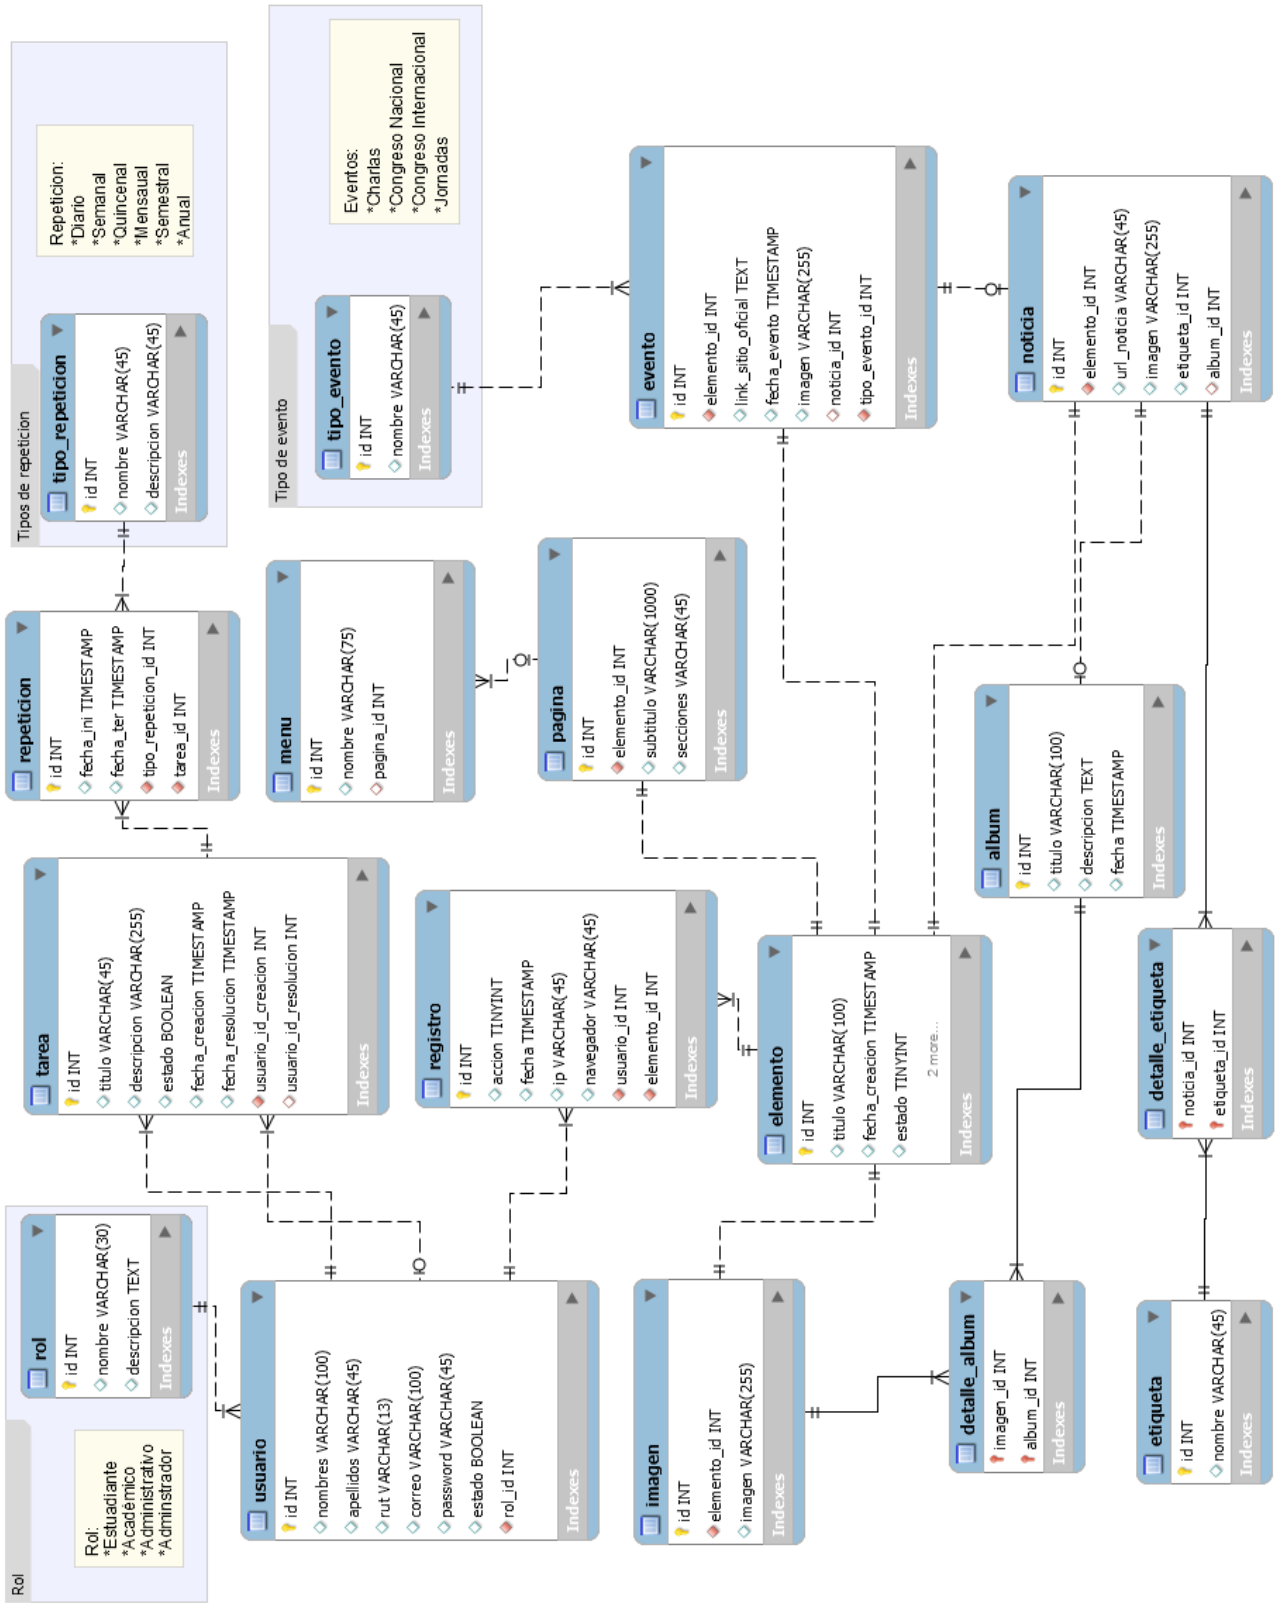 Rol
Rol:
*Estuadiante
*Académico
*Administrativo
*Adminstrador
rol
id INT
nombre VARCHAR(30)
descripcion TEXT
Indexes
tarea
id INT
titulo VARCHAR(45)
descripcion VARCHAR(255)
estado BOOLEAN
fecha_creacion TIMESTAMP
fecha_resolucion TIMESTAMP
usuario_id_creacion INT
usuario_id_resolucion INT
Indexes
repeticion
id INT
fecha_ini TIMESTAMP
fecha_ter TIMESTAMP
tipo_repeticion_id INT
tarea_id INT
Indexes
Tipos de repeticion
tipo_repeticion
id INT
nombre VARCHAR(45)
descripcion VARCHAR(45)
Indexes
Repeticion:
*Diario
*Semanal
*Quincenal
*Mensaual
*Semestral
*Anual
usuario
id INT
nombres VARCHAR(100)
apellidos VARCHAR(45)
rut VARCHAR(13)
correo VARCHAR(100)
password VARCHAR(45)
estado BOOLEAN
rol_id INT
Indexes
registro
id INT
accion TINYINT
fecha TIMESTAMP
ip VARCHAR(45)
navegador VARCHAR(45)
usuario_id INT
elemento_id INT
Indexes
menu
id INT
nombre VARCHAR(75)
pagina_id INT
Indexes
Tipo de evento
tipo_evento
id INT
nombre VARCHAR(45)
Indexes
Eventos:
*Charlas
*Congreso Nacional
*Congreso Internacional
*Jornadas
imagen
id INT
elemento_id INT
imagen VARCHAR(255)
Indexes
elemento
id INT
titulo VARCHAR(100)
fecha_creacion TIMESTAMP
estado TINYINT
2 more...
Indexes
pagina
id INT
elemento_id INT
subtitulo VARCHAR(1000)
secciones VARCHAR(45)
Indexes
evento
id INT
elemento_id INT
link_sitio_oficial TEXT
fecha_evento TIMESTAMP
imagen VARCHAR(255)
noticia_id INT
tipo_evento_id INT
Indexes
detalle_album
imagen_id INT
album_id INT
Indexes
album
id INT
titulo VARCHAR(100)
descripcion TEXT
fecha TIMESTAMP
Indexes
noticia
id INT
elemento_id INT
url_noticia VARCHAR(45)
imagen VARCHAR(255)
etiqueta_id INT
album_id INT
Indexes
etiqueta
id INT
nombre VARCHAR(45)
Indexes
detalle_etiqueta
noticia_id INT
etiqueta_id INT
Indexes